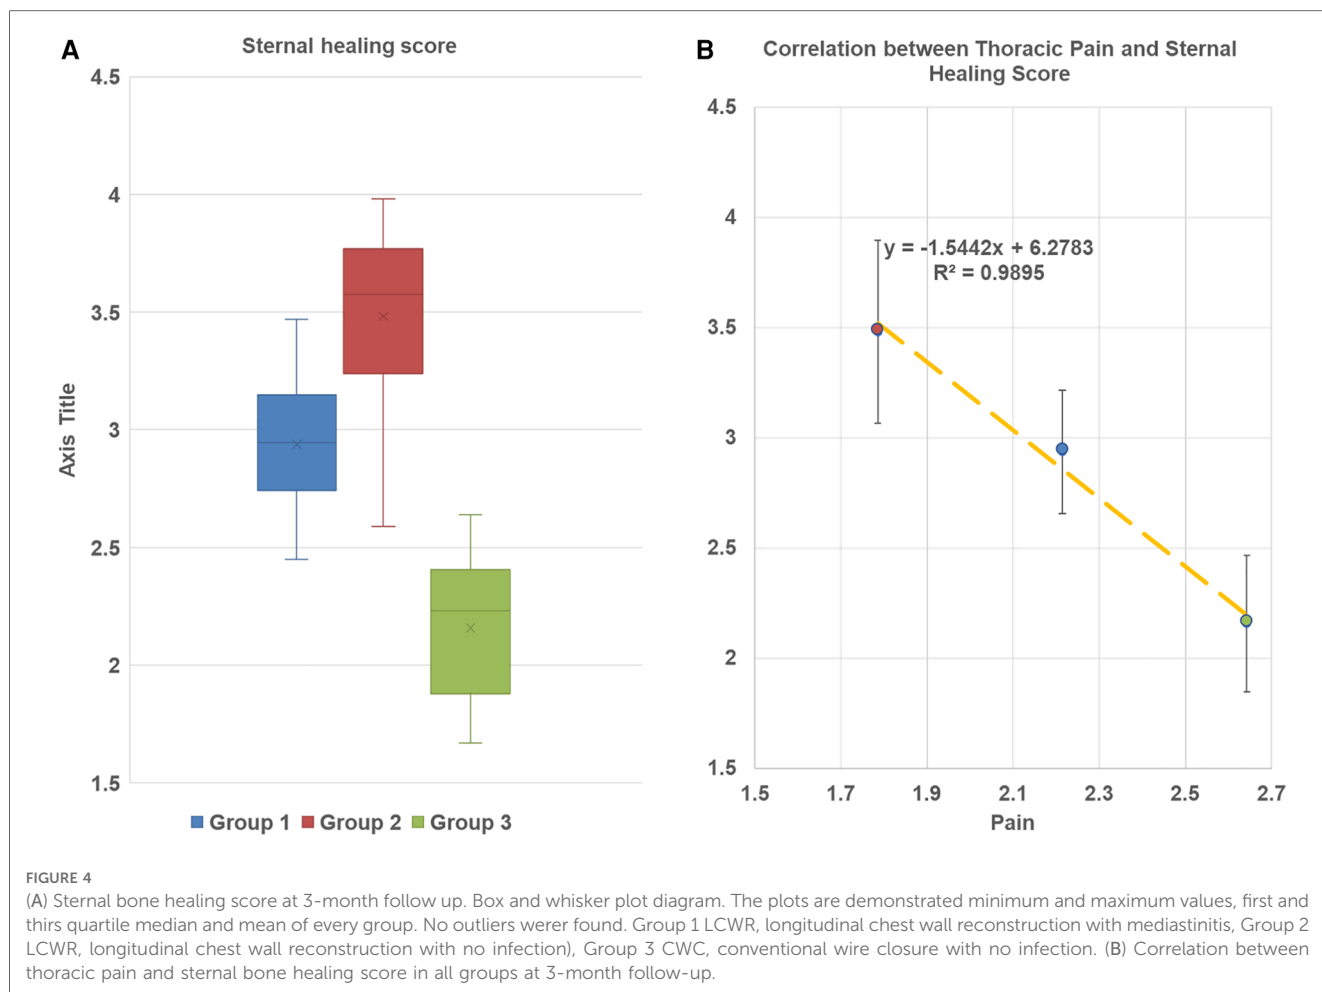 A
Sternal healing score
4.5
4
3.5
3
2.5
2
1.5
Axis Title
Group 1 Group 2 Group 3
B
Correlation between Thoracic Pain and Sternal
Healing Score
4.5
4
3.5
3
2.5
2
1.5
y = -1.5442x + 6.2783
R² = 0.9895
1.5 1.7 1.9 2.1 2.3 2.5 2.7
Pain
FIGURE 4
(A) Sternal bone healing score at 3-month follow up. Box and whisker plot diagram. The plots are demonstrated minimum and maximum values, first and
thirs quartile median and mean of every group. No outliers werer found. Group 1 LCWR, longitudinal chest wall reconstruction with mediastinitis, Group 2
LCWR, longitudinal chest wall reconstruction with no infection), Group 3 CWC, conventional wire closure with no infection. (B) Correlation between
thoracic pain and sternal bone healing score in all groups at 3-month follow-up.